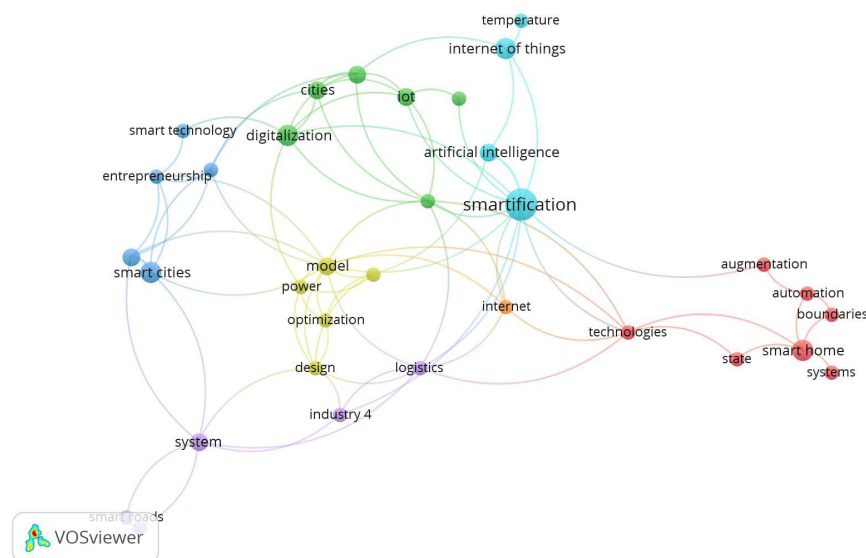 temperature
internet of things
cities
iot
smart technology
digitalization
artificial intelligence
entrepreneurship
smartification
augmentation
smart cities
model
power
automation
internet
boundaries
optimization
technologies
smart home
state
systems
design
logistics
industry 4
system
smart roads
VOSviewer